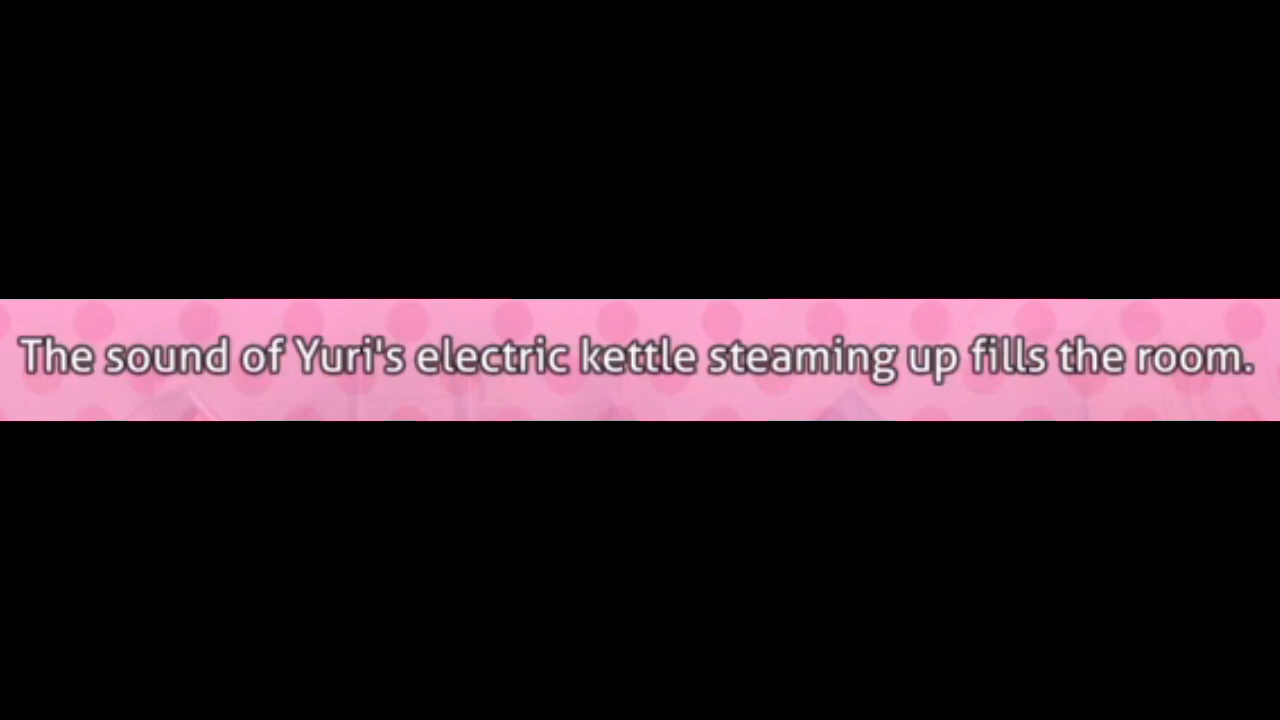 The sound of Yuri's electric kettle steaming up fills the room.